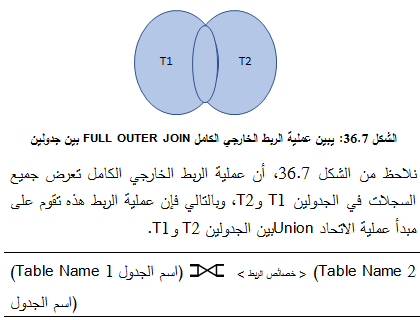 T1 T2
الشكل 36.7: يبين عملية الربط الخارجي الكامل FULL OUTER JOIN بين جدولين
نلاحظ من الشكل 36.7، أن عملية الربط الخارجي الكامل تعرض جميع
السجلات في الجدولين T1 وT2، وبالتالي فإن عملية الربط هذه تقوم على
مبدأ عملية الاتحاد Unionبين الجدولين T2 وT1.
(Table Name 1 اسم الجدول) < خصائص الربط > (Table Name 2
اسم الجدول)